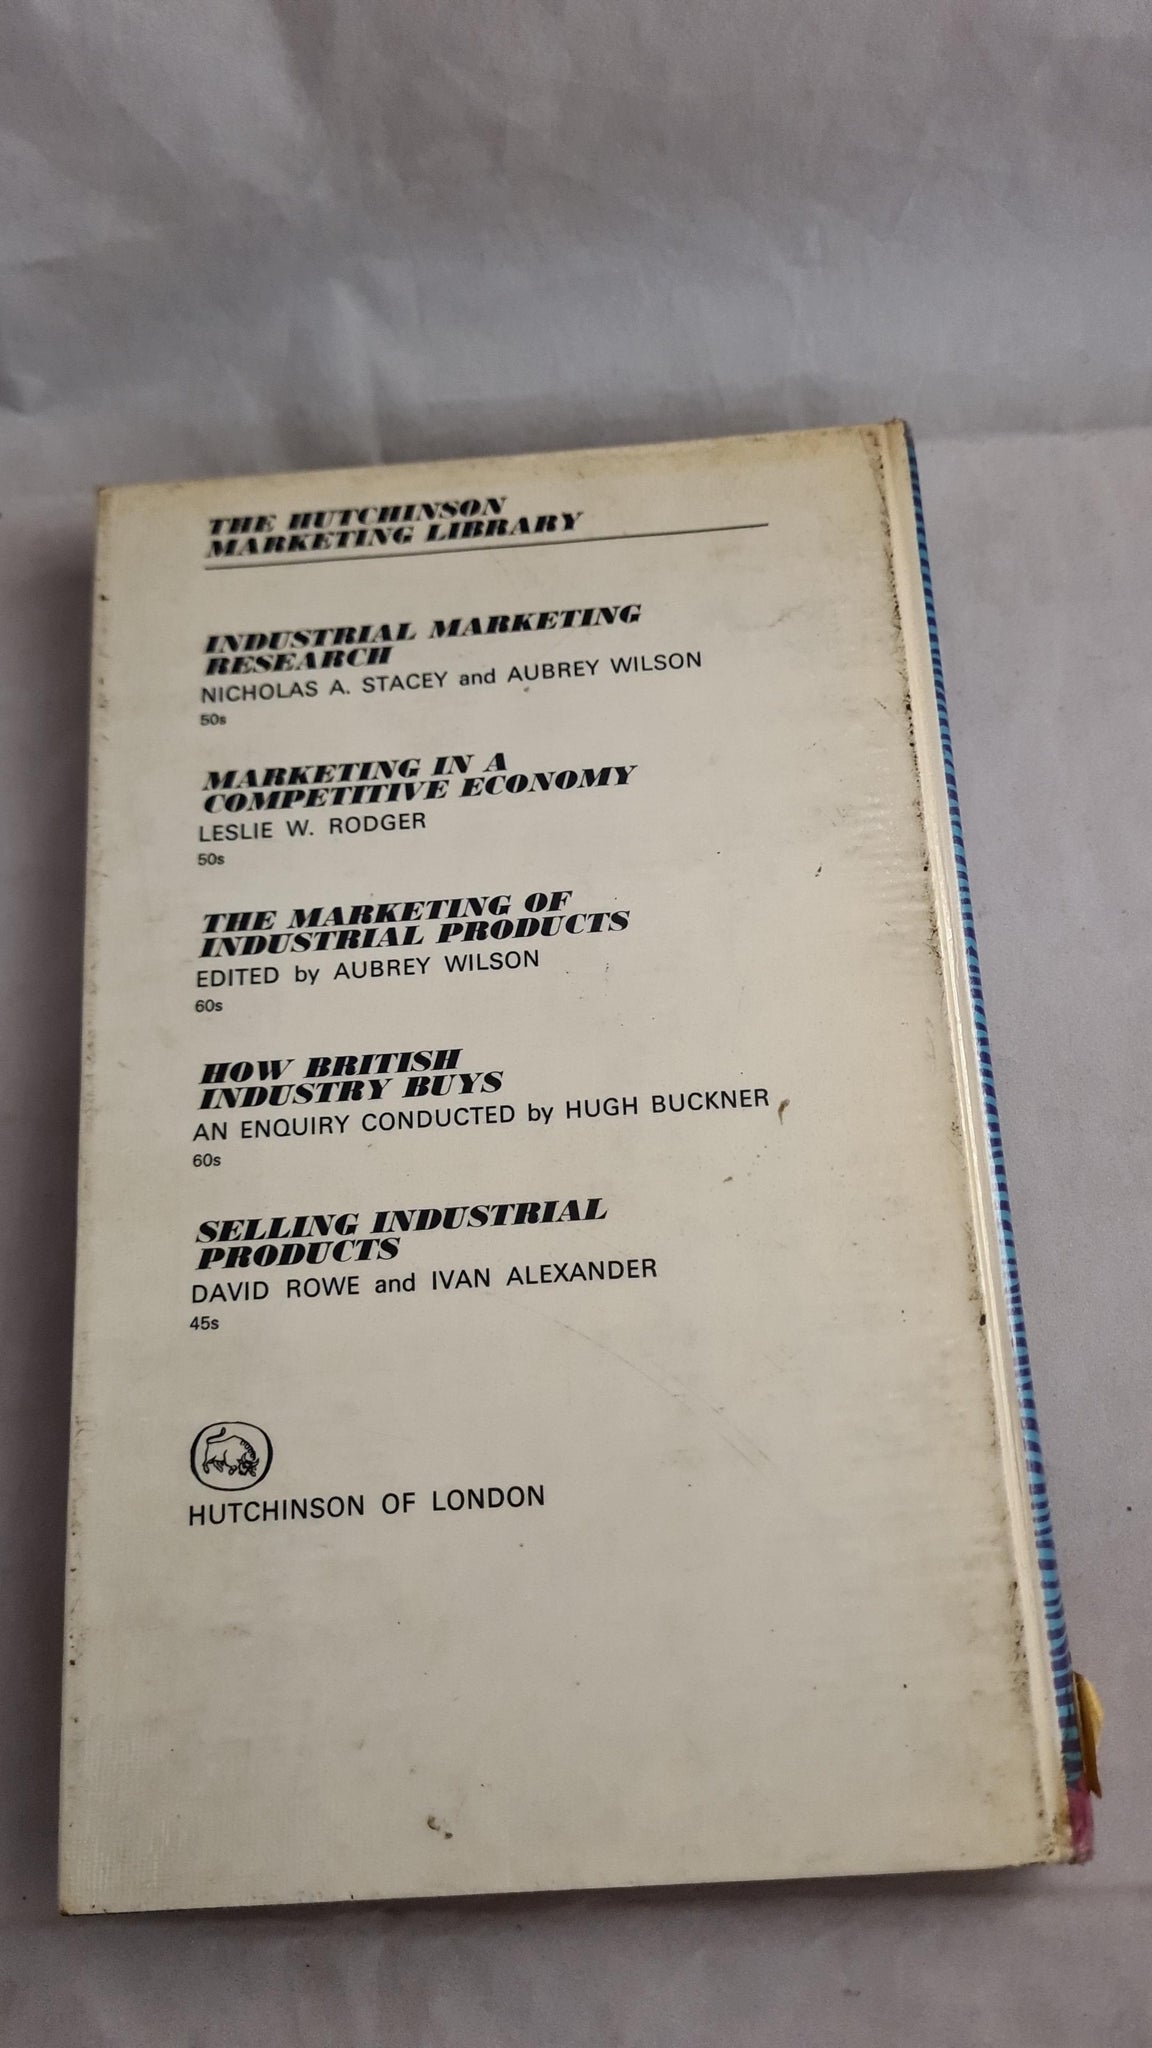 THE HUTCHINSON
MARKETING LIBRARY
INDUSTRIAL MARKETING
RESEARCH
NICHOLAS A. STACEY and AUBREY WILSON
50s
MARKETING IN A
COMPETITIVE ECONOMY
LESLIE W. RODGER
50s
THE MARKETING OF
INDUSTRIAL PRODUCTS
EDITED by AUBREY WILSON
60s
HOW BRITISH
INDUSTRY BUYS
AN ENQUIRY CONDUCTED by HUGH BUCKNER
60s
SELLING INDUSTRIAL
PRODUCTS
DAVID ROWE and IVAN ALEXANDER
45s
HUTCHINSON OF LONDON